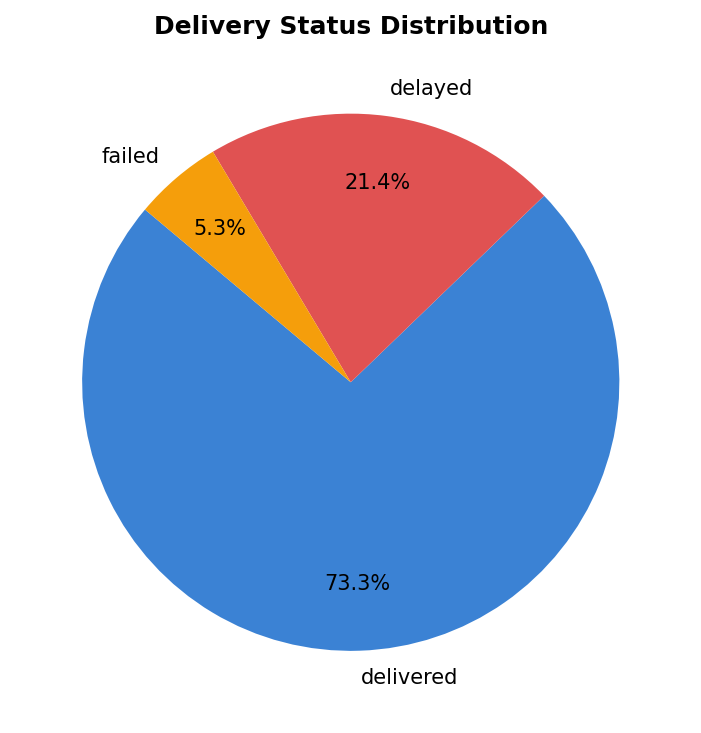 Delivery Status Distribution
delayed
failed
21.4%
5.3%
73.3%
delivered